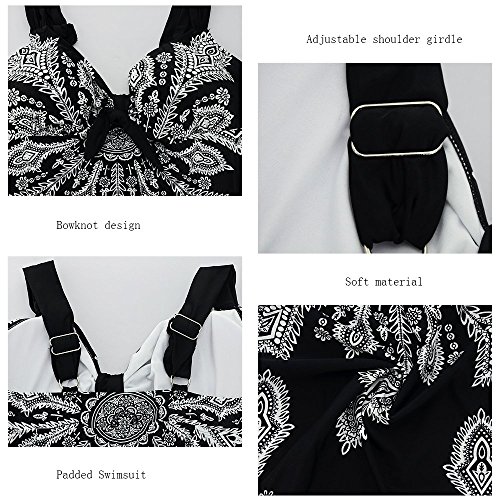 Adjustable shoulder girdle
Bowknot design
Soft material
Padded Swimsuit